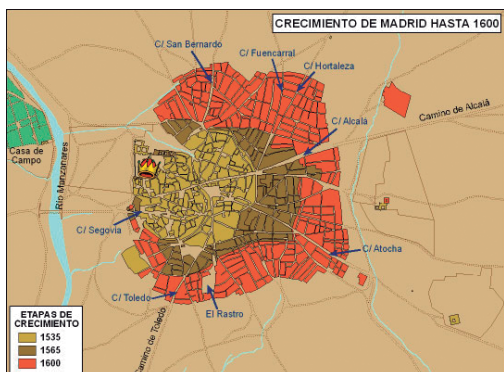 CRECIMIENTO DE MADRID HASTA 1600
C/ San Bernardo
C/ Fuencarral
C/ Hortaleza
C/ Alcalá
Camino de Alcalá
Casa de
Campo
Río Manzanares
C/ Segovia
C/ Atocha
C/ Toledo
El Rastro
Camino de Toledo
ETAPAS DE
CRECIMIENTO
1535
1565
1600